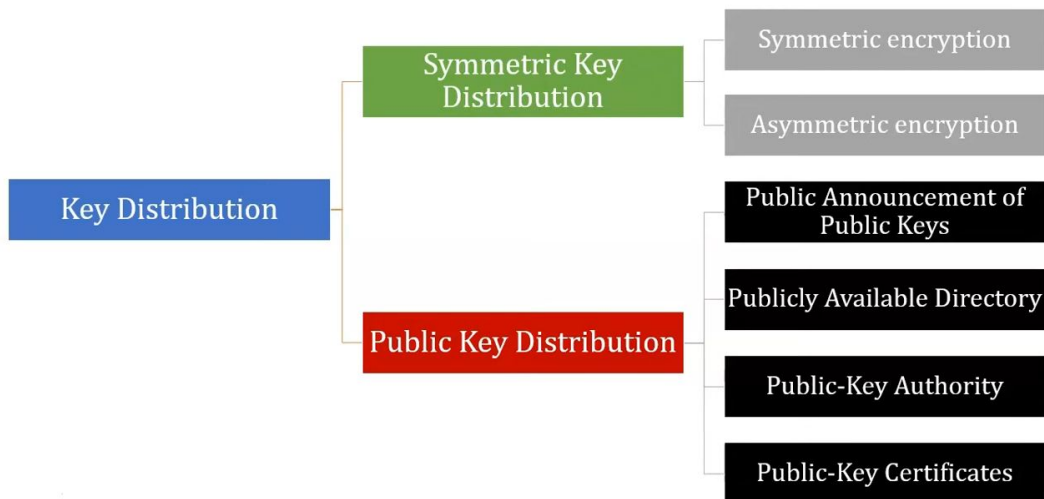 Key Distribution
Symmetric Key
Distribution
Symmetric encryption
Asymmetric encryption
Public Key Distribution
Public Announcement of
Public Keys
Publicly Available Directory
Public-Key Authority
Public-Key Certificates